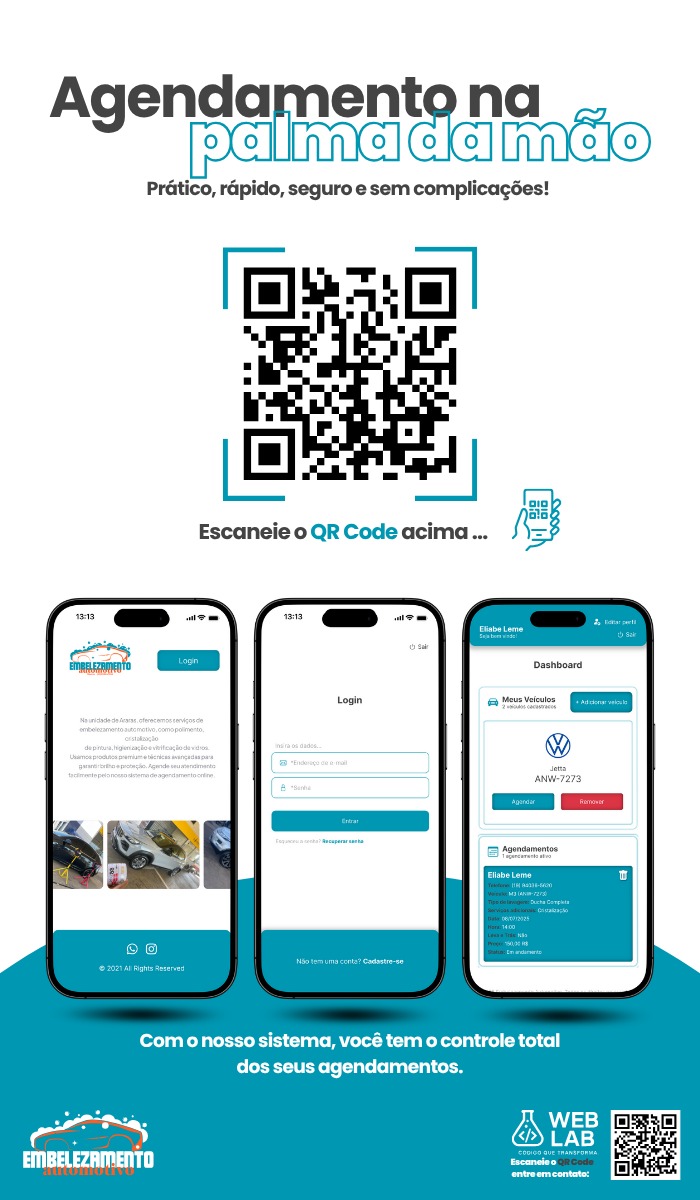 Agendamento na
palma da mão
Prático, rápido, seguro e sem complicações!
Escaneie o QR Code acima ...
13:13
EMBELEZAMENTO
automotivo
Login
Na unidade de Araras, oferecemos serviços de
embelezamento automotivo, como polimento,
cristalização
de pintura, higienização e vitrificação de vidros.
Usamos produtos premium e técnicas avançadas para
garantir brilho e proteção. Agende seu atendimento
facilmente pelo nosso sistema de agendamento online.
© 2021 All Rights Reserved
13:13
Sair
Login
Insira os dados...
*Endereço de e-mail
*Senha
Entrar
Esqueceu a senha? Recuperar senha
Não tem uma conta? Cadastre-se
Eliabe Leme
Seja bem vindo!
Editar perfil
Sair
Dashboard
Meus Veículos
2 veículos cadastrados
+ Adicionar veículo
Jetta
ANW-7273
Agendar
Remover
Agendamentos
1 agendamento ativo
Eliabe Leme
Telefone: (19) 94039-5620
Veículo: M3 (ANW-7273)
Tipo de lavagem: Ducha Completa
Serviços adicionais: Cristalização
Data: 08/07/2025
Hora: 14:00
Leva e Traz: Não
Preço: 150,00 R$
Status: Em andamento
Com o nosso sistema, você tem o controle total
dos seus agendamentos.
EMBELEZAMENTO
automotivo
WEB
LAB
CÓDIGO QUE TRANSFORMA
Escaneie o QR Code
entre em contato: